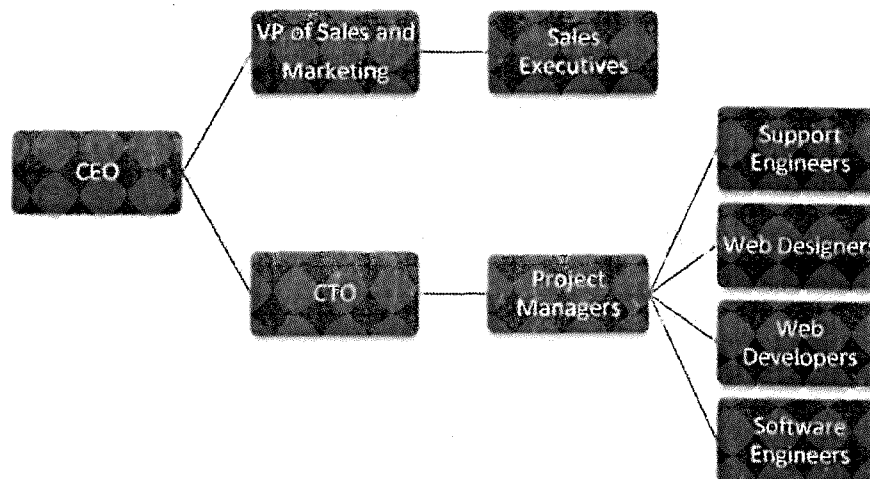 VP of Sales and
Marketing
Sales
Executives
CEO
CTO
Project
Managers
Support
Engineers
Web Designers
Web
Developers
Software
Engineers